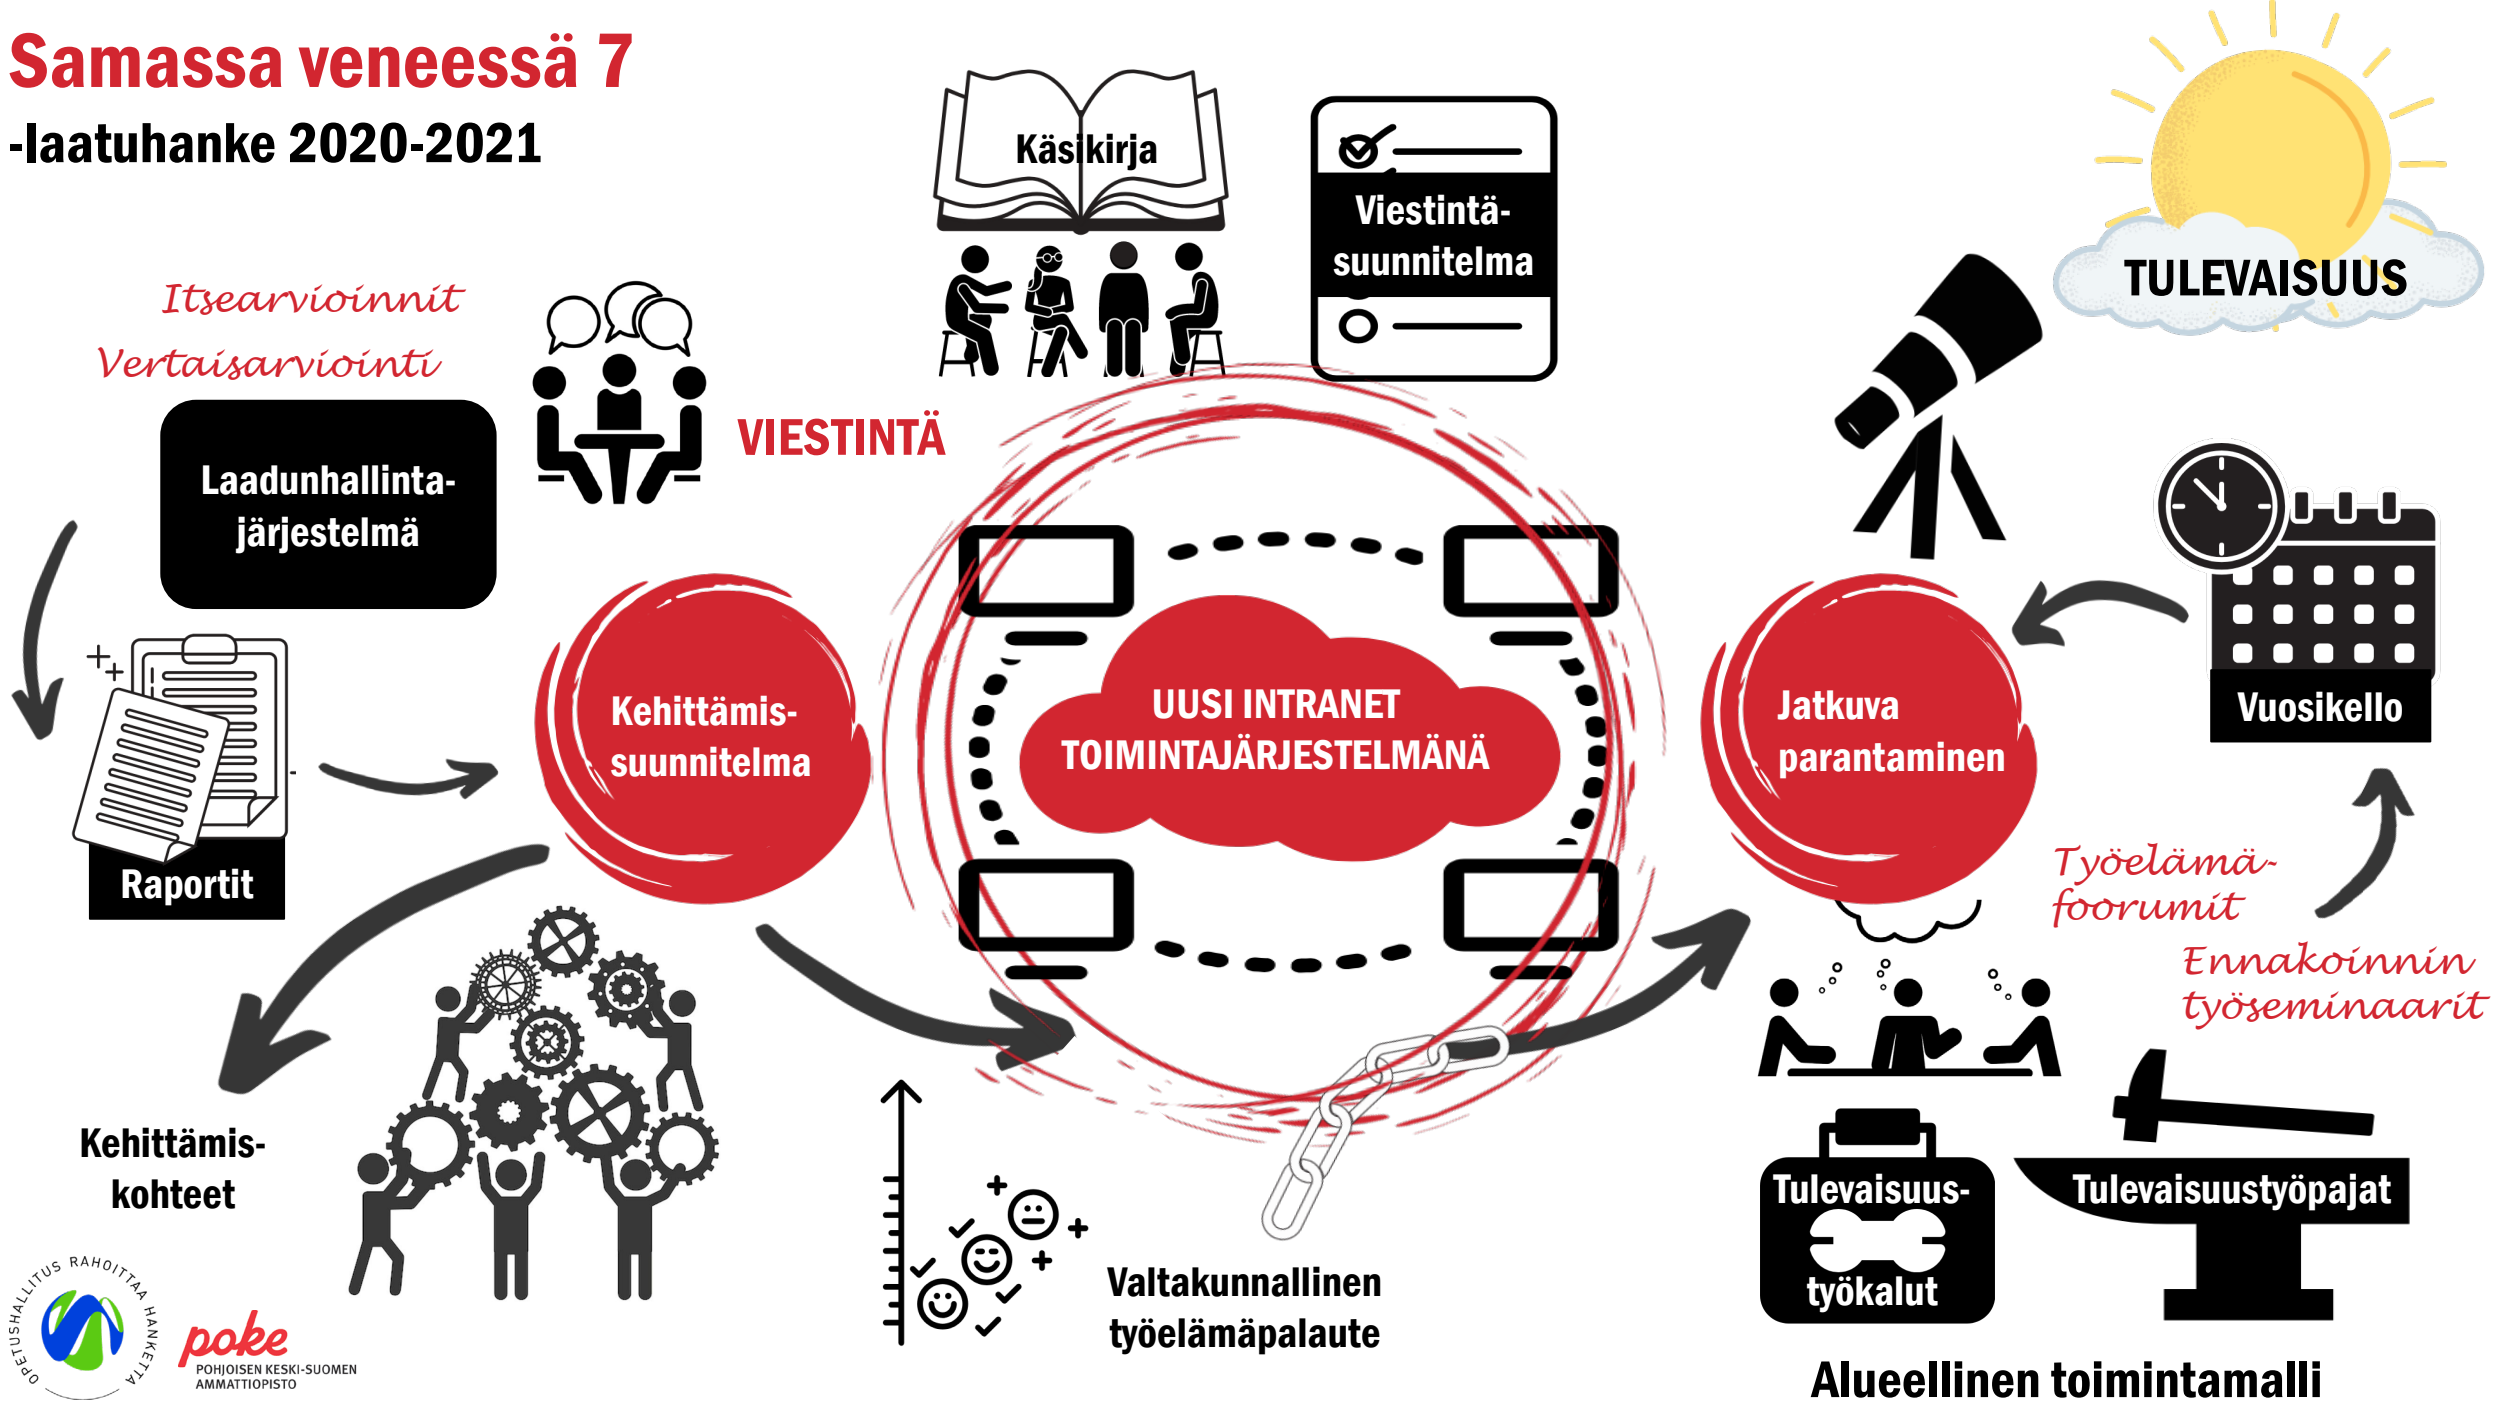 Samassa veneessä 7
-laatuhanke 2020-2021
Käsikirja
Viestintä-
suunnitelma
TULEVAISUUS
Itsearvioinnit
Vertaisarviointi
VIESTINTÄ
Laadunhallinta-
järjestelmä
Raportit
Kehittämis-
suunnitelma
UUSI INTRANET
TOIMINTAJÄRJESTELMÄNÄ
Jatkuva
parantaminen
Vuosikello
Työelämä-
foorumit
Ennakoinnin
työseminaarit
Kehittämis-
kohteet
Valtakunnallinen
työelämäpalaute
Tulevaisuus-
työkalut
Tulevaisuustyöpajat
Alueellinen toimintamalli
OPETUSHALLITUS RAHOITTAA HANKETTA
poke
POHJOISEN KESKI-SUOMEN
AMMATTIOPISTO